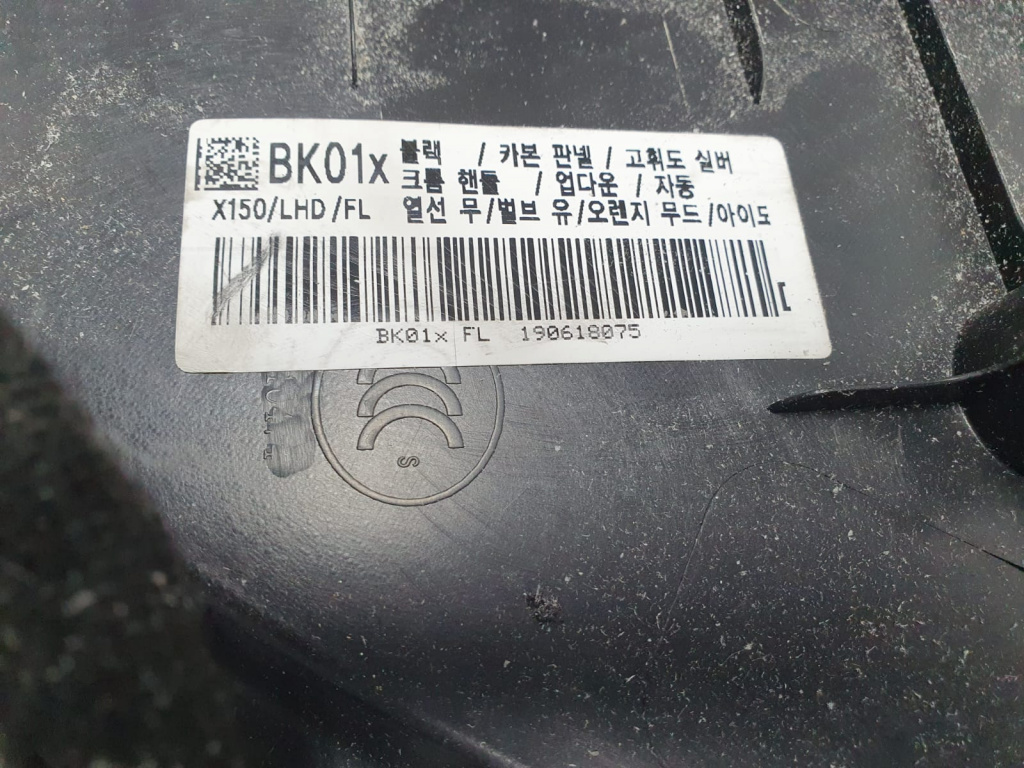 BK01x 블랙 / 카본 판넬 / 고휘도 실버
크롬 핸들 / 업다운 / 자동
X150/LHD/FL 열선 무/벌브 유/오렌지 무드/아이도
BK01x FL 190618075
S